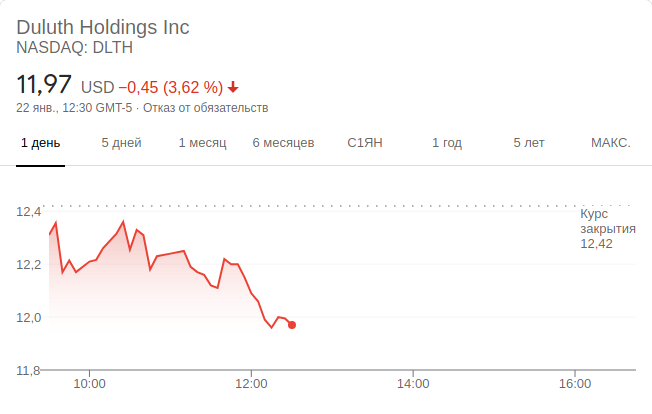 Duluth Holdings Inc
NASDAQ: DLTH
11,97 USD −0,45 (3,62 %)
22 янв., 12:30 GMT-5 · Отказ от обязательств
1 день 5 дней 1 месяц 6 месяцев С1ЯН 1 год 5 лет МАКС.
12,4
12,2
12,0
11,8
Курс
закрытия
12,42
10:00 12:00 14:00 16:00